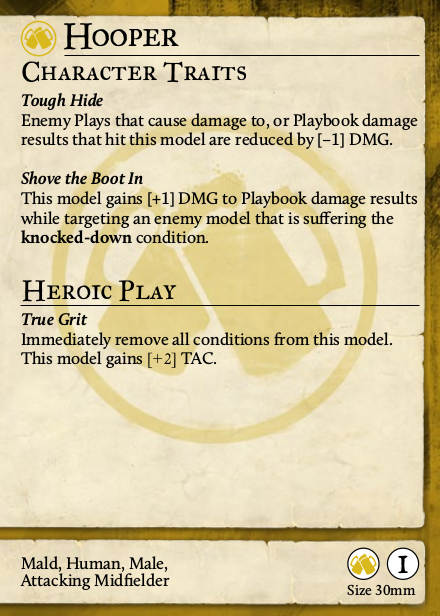 Hooper
Character Traits
Tough Hide
Enemy Plays that cause damage to, or Playbook damage
results that hit this model are reduced by [–1] DMG.
Shove the Boot In
This model gains [+1] DMG to Playbook damage results
while targeting an enemy model that is suffering the
knocked-down condition.
Heroic Play
True Grit
Immediately remove all conditions from this model.
This model gains [+2] TAC.
Mald, Human, Male,
Attacking Midfielder
I
Size 30mm